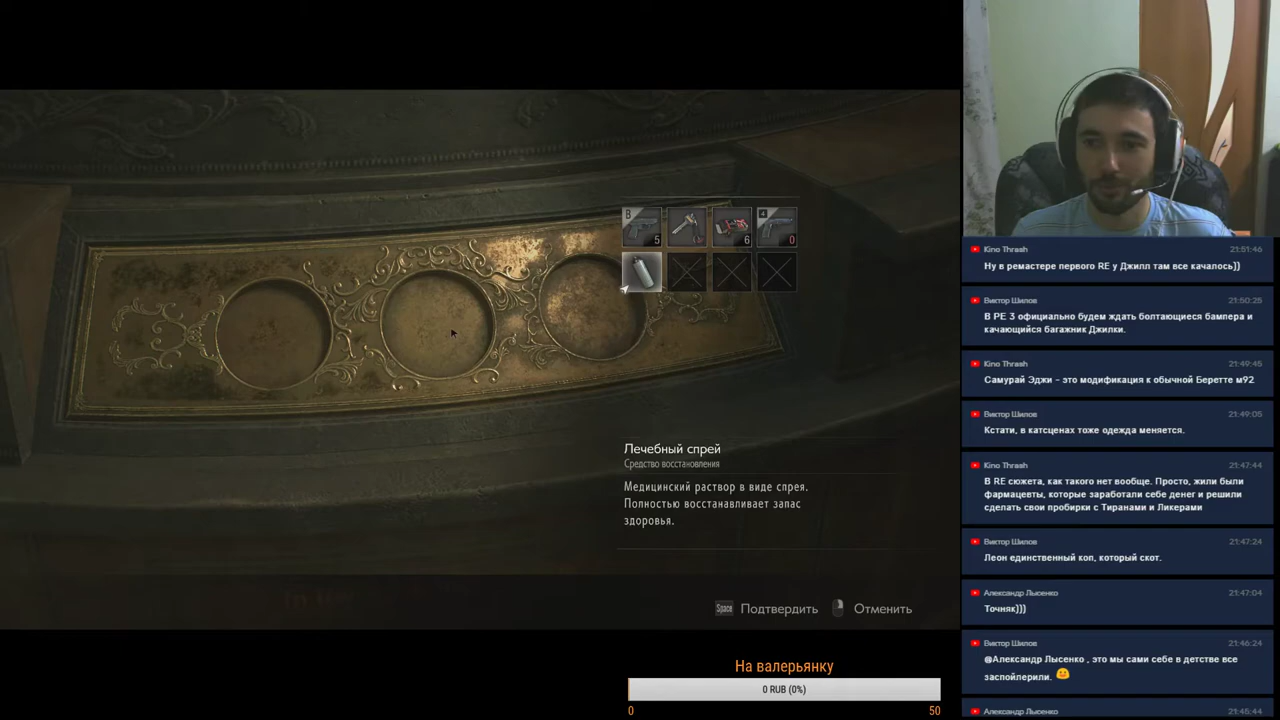 B
5
6
4
0
Лечебный спрей
Средство восстановления
Медицинский раствор в виде спрея.
Полностью восстанавливает запас
здоровья.
Space Подтвердить Отменить
На валерьянку
0 RUB (0%)
0 50
Kino Thrash 21:51:46
Ну в ремастере первого RE у Джилл там все качалось))
Виктор Шилов 21:50:25
В РЕ 3 официально будем ждать болтающиеся бампера и
качающийся багажник Джилки.
Kino Thrash 21:49:45
Самурай Эджи - это модификация к обычной Беретте м92
Виктор Шилов 21:49:05
Кстати, в катсценах тоже одежда меняется.
Kino Thrash 21:47:44
В RE сюжета, как такого нет вообще. Просто, жили были
фармацевты, которые заработали себе денег и решили
сделать свои пробирки с Тиранами и Ликерами
Виктор Шилов 21:47:24
Леон единственный коп, который скот.
Александр Лысенко 21:47:04
Точняк)))
Виктор Шилов 21:46:24
@Александр Лысенко , это мы сами себе в детстве все
заспойлерили.
Александр Лысенко 21:45:44